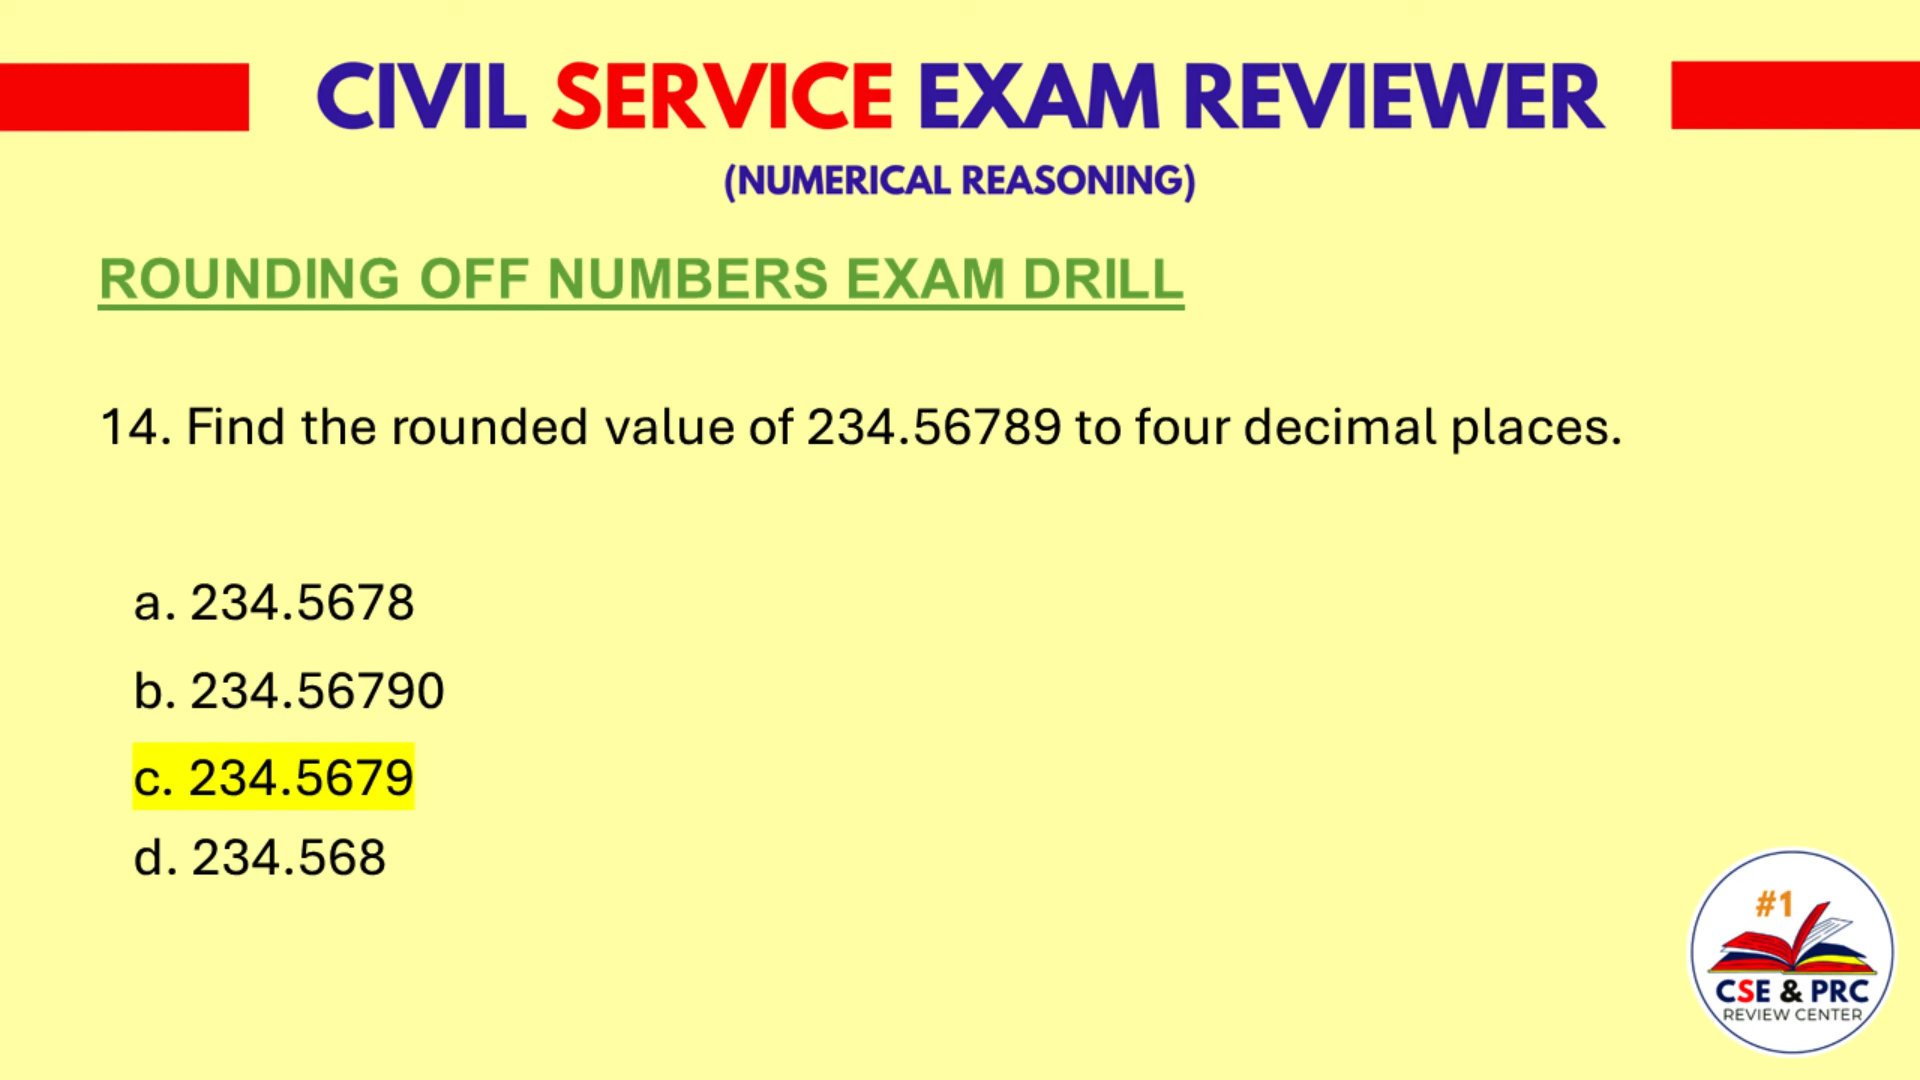 CIVIL SERVICE EXAM REVIEWER
(NUMERICAL REASONING)
ROUNDING OFF NUMBERS EXAM DRILL
14. Find the rounded value of 234.56789 to four decimal places.
a. 234.5678
b. 234.56790
c. 234.5679
d. 234.568
#1
CSE & PRC
REVIEW CENTER